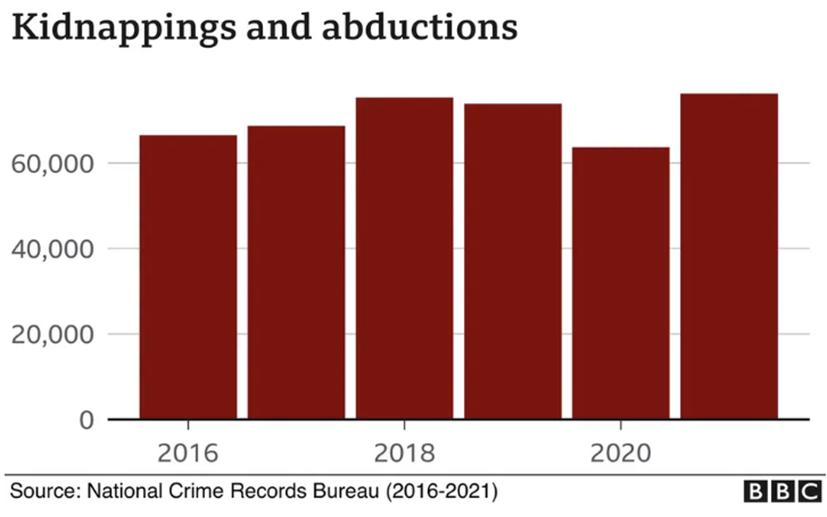 Kidnappings and abductions
60,000
40,000
20,000
0
2016 2018 2020
Source: National Crime Records Bureau (2016-2021) BBC